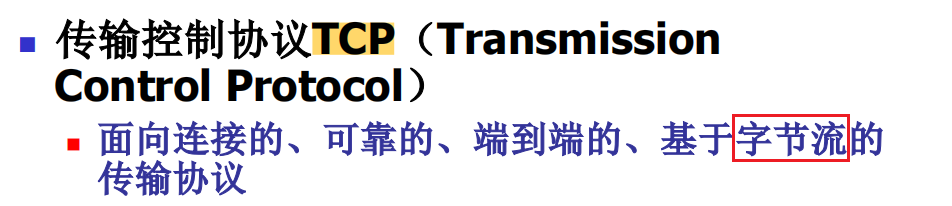 传输控制协议TCP（Transmission
Control Protocol）
面向连接的、可靠的、端到端的、基于字节流的
传输协议